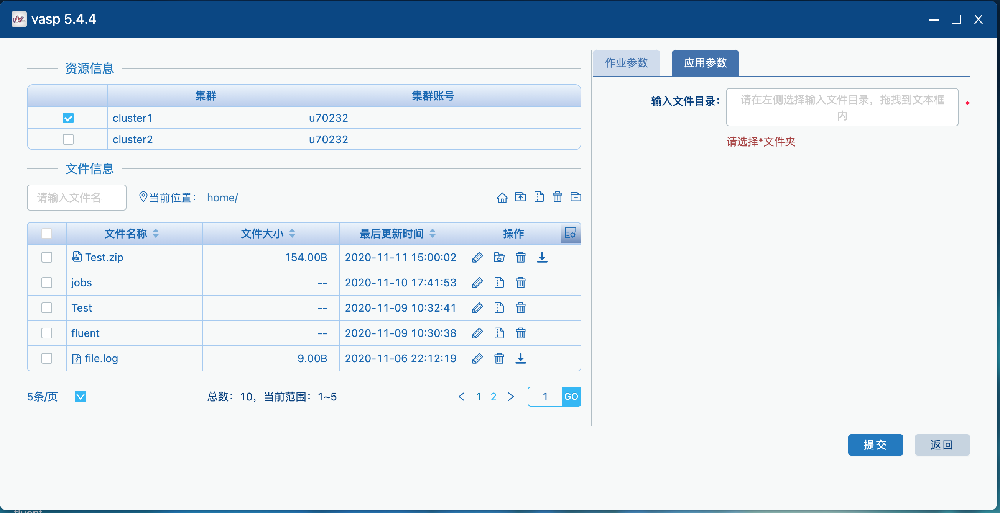 vasp 5.4.4
资源信息
集群 集群账号
cluster1 u70232
cluster2 u70232
文件信息
请输入文件名 当前位置： home/
文件名称 文件大小 最后更新时间 操作
Test.zip 154.00B 2020-11-11 15:00:02
jobs -- 2020-11-10 17:41:53
Test -- 2020-11-09 10:32:41
fluent -- 2020-11-09 10:30:38
file.log 9.00B 2020-11-06 22:12:19
5条/页 总数：10，当前范围：1~5 < 1 2 > 1 GO
作业参数 应用参数
输入文件目录： 请在左侧选择输入文件目录，拖拽到文本框
内
*
请选择*文件夹
提交 返回